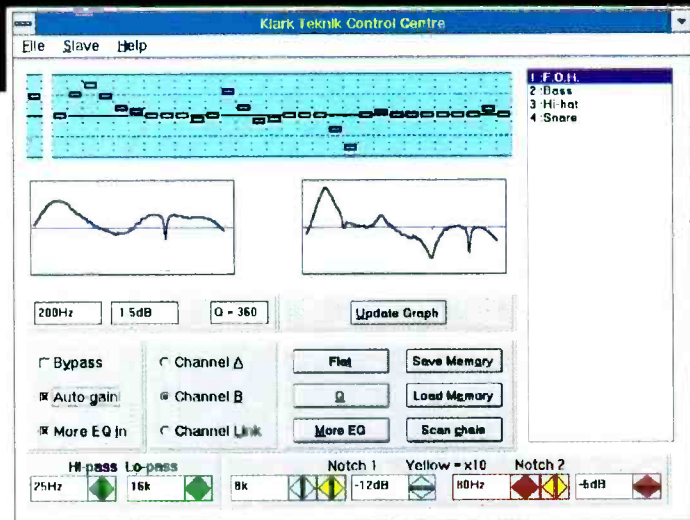 Klark Teknik Control Centre
File Slave Help
1 :F.O.H.
2 :Bass
3 :Hi-hat
4 :Snare
200Hz 1 5dB Q - 360 Update Graph
Bypass Channel A Flat Save Memory
Auto-gain Channel B Q Load Memory
More EQ In Channel Link More EQ Scan chain
Hi-pass Lo-pass Notch 1 Yellow = x10 Notch 2
25Hz 16k 8k -12dB 80Hz -6dB